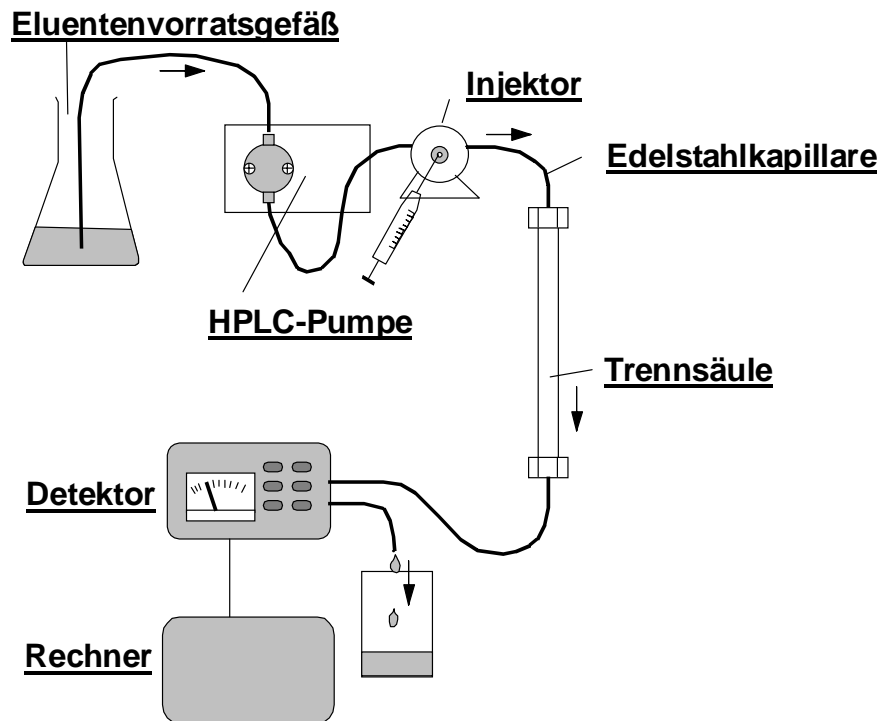 Eluentenvorratsgefäß
Injektor
Edelstahlkapillare
HPLC-Pumpe
Trennsäule
Detektor
Rechner